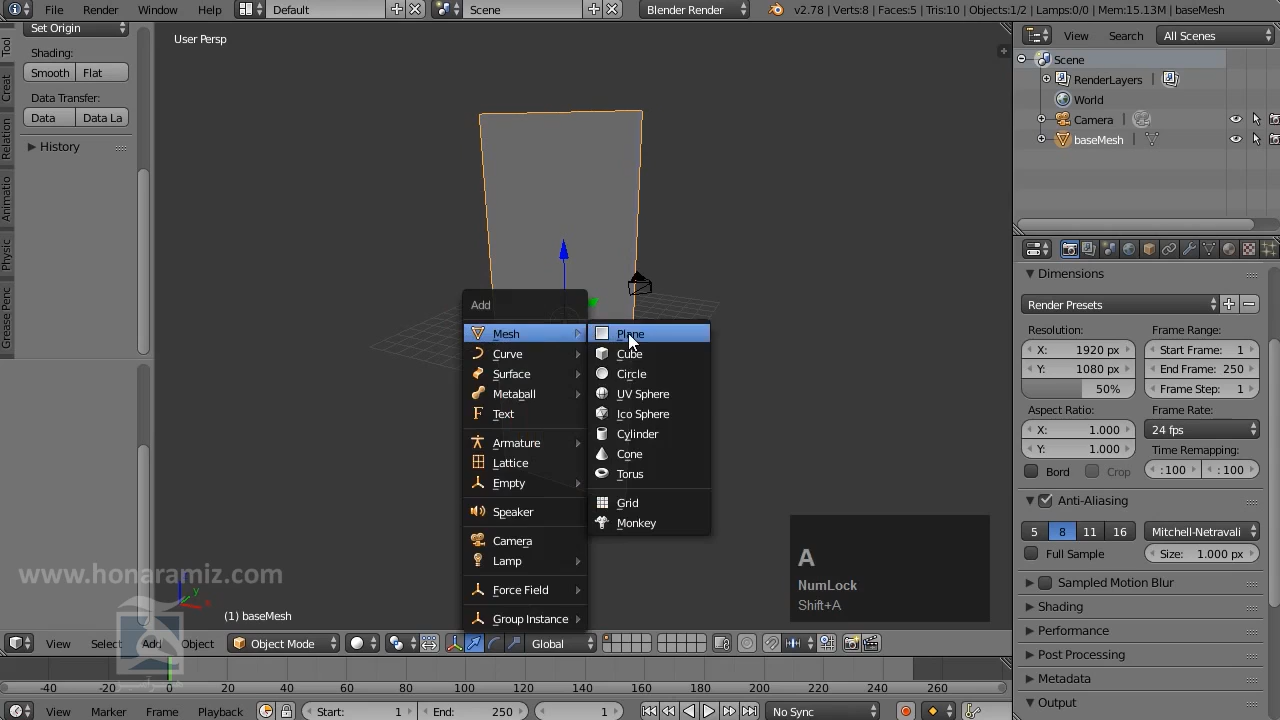 File Render Window Help Default Scene Blender Render v2.78 | Verts:8 | Faces:5 | Tris:10 | Objects:1/2 | Lamps:0/0 | Mem:15.13M | baseMesh
Set Origin
Shading:
Smooth Flat
Data Transfer:
Data Data La
History
Tool
Creat
Relation
Animatio
Physic
Grease Penc
User Persp
Add
Mesh
Curve
Surface
Metaball
Text
Armature
Lattice
Empty
Speaker
Camera
Lamp
Force Field
Group Instance
Plane
Cube
Circle
UV Sphere
Ico Sphere
Cylinder
Cone
Torus
Grid
Monkey
A
NumLock
Shift+A
www.honaramiz.com
z
y
x
(1) baseMesh
View Select Add Object Object Mode Global
-40 -20 0 20 40 60 80 100 120 140 160 180 200 220 240 260
View Marker Frame Playback Start: 1 End: 250 1 No Sync
View Search All Scenes
Scene
RenderLayers
World
Camera
baseMesh
Dimensions
Render Presets
Resolution: Frame Range:
X: 1920 px Start Frame: 1
Y: 1080 px End Frame: 250
50% Frame Step: 1
Aspect Ratio: Frame Rate:
X: 1.000 24 fps
Y: 1.000 Time Remapping:
Bord Crop :100 :100
Anti-Aliasing
5 8 11 16 Mitchell-Netravali
Full Sample Size: 1.000 px
Sampled Motion Blur
Shading
Performance
Post Processing
Metadata
Output